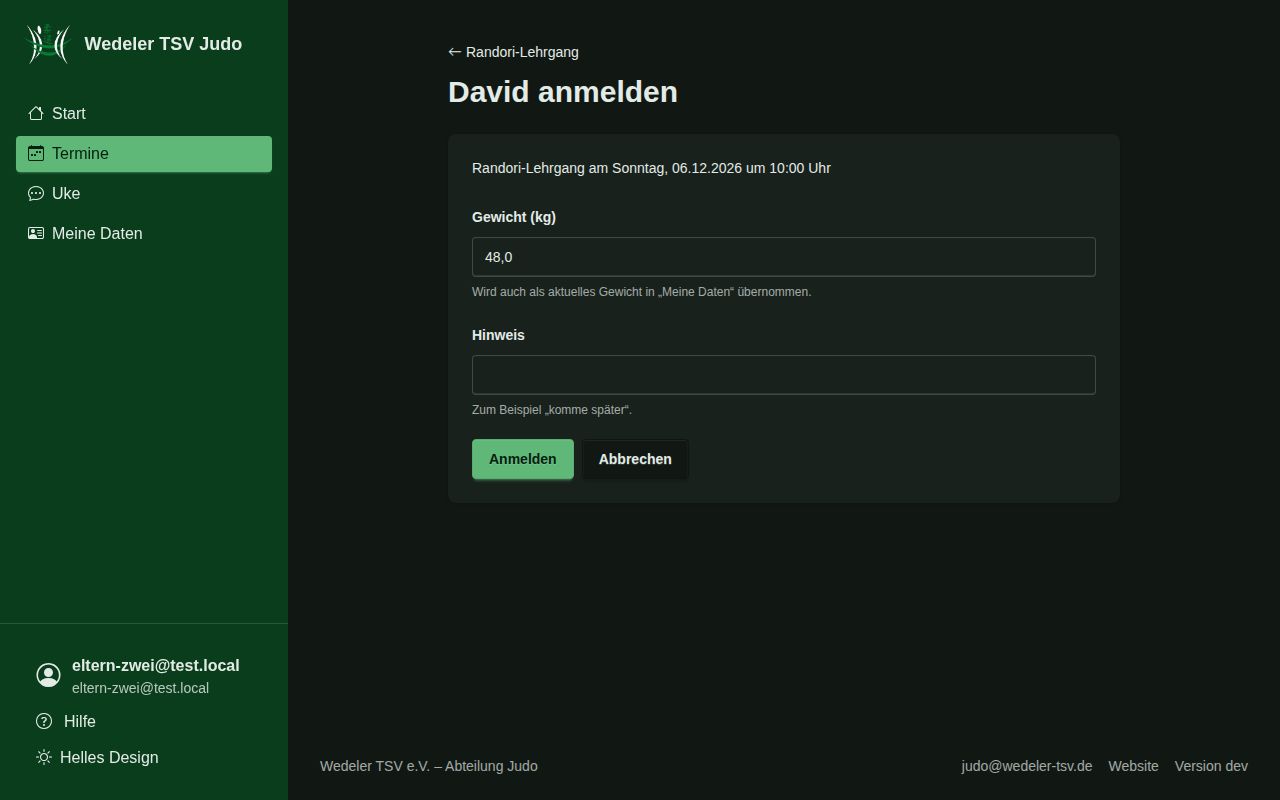 Wedeler TSV Judo
Start
Termine
Uke
Meine Daten
eltern-zwei@test.local
eltern-zwei@test.local
Hilfe
Helles Design
← Randori-Lehrgang
David anmelden
Randori-Lehrgang am Sonntag, 06.12.2026 um 10:00 Uhr
Gewicht (kg)
48,0
Wird auch als aktuelles Gewicht in „Meine Daten“ übernommen.
Hinweis
Zum Beispiel „komme später“.
Anmelden Abbrechen
Wedeler TSV e.V. – Abteilung Judo judo@wedeler-tsv.de Website Version dev